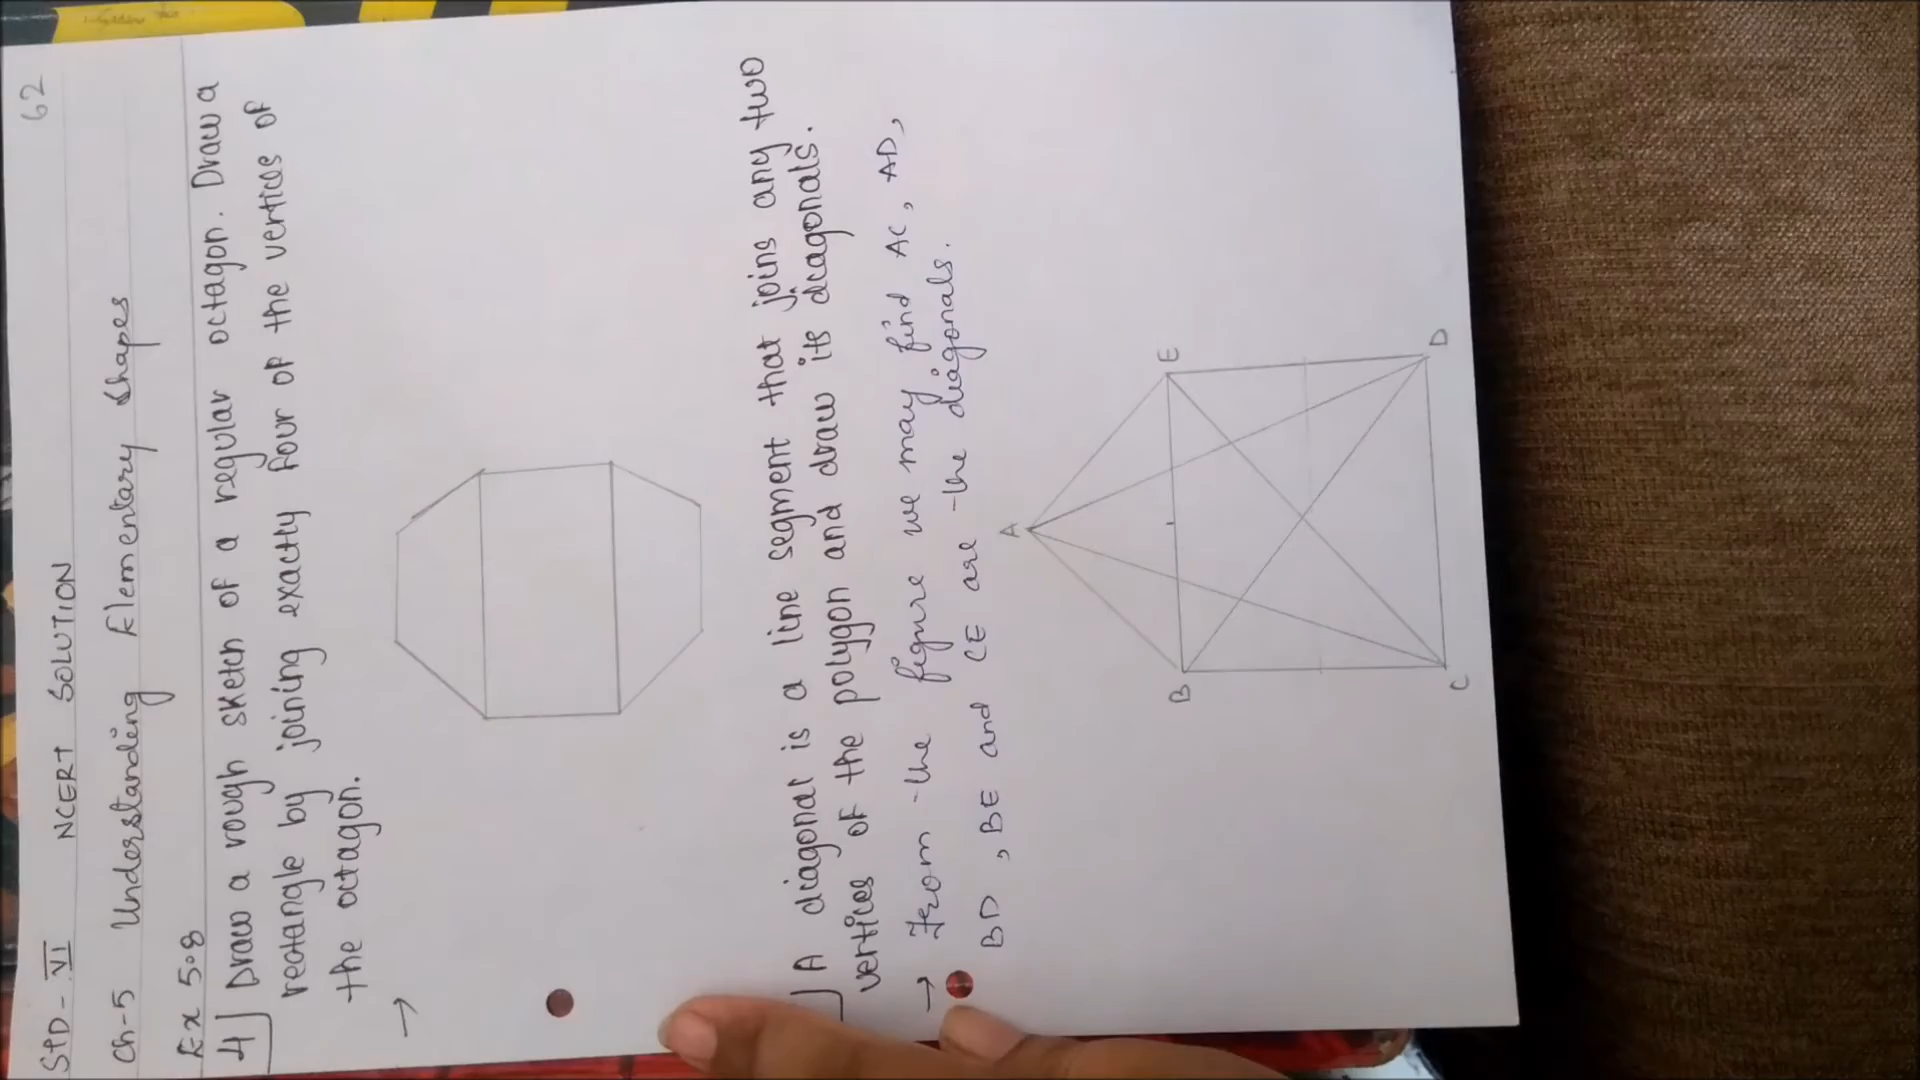 62
STD - VI NCERT SOLUTION
Ch-5 Understanding Elementary Shapes
Ex 5.8
4] Draw a rough sketch of a regular octagon. Draw a
rectangle by joining exactly four of the vertices of
the octagon.
→
] A diagonal is a line segment that joins any two
vertices of the polygon and draw its diagonals.
→ From the figure we may find AC, AD,
BD, BE and CE are the diagonals.
A
B
E
C
D